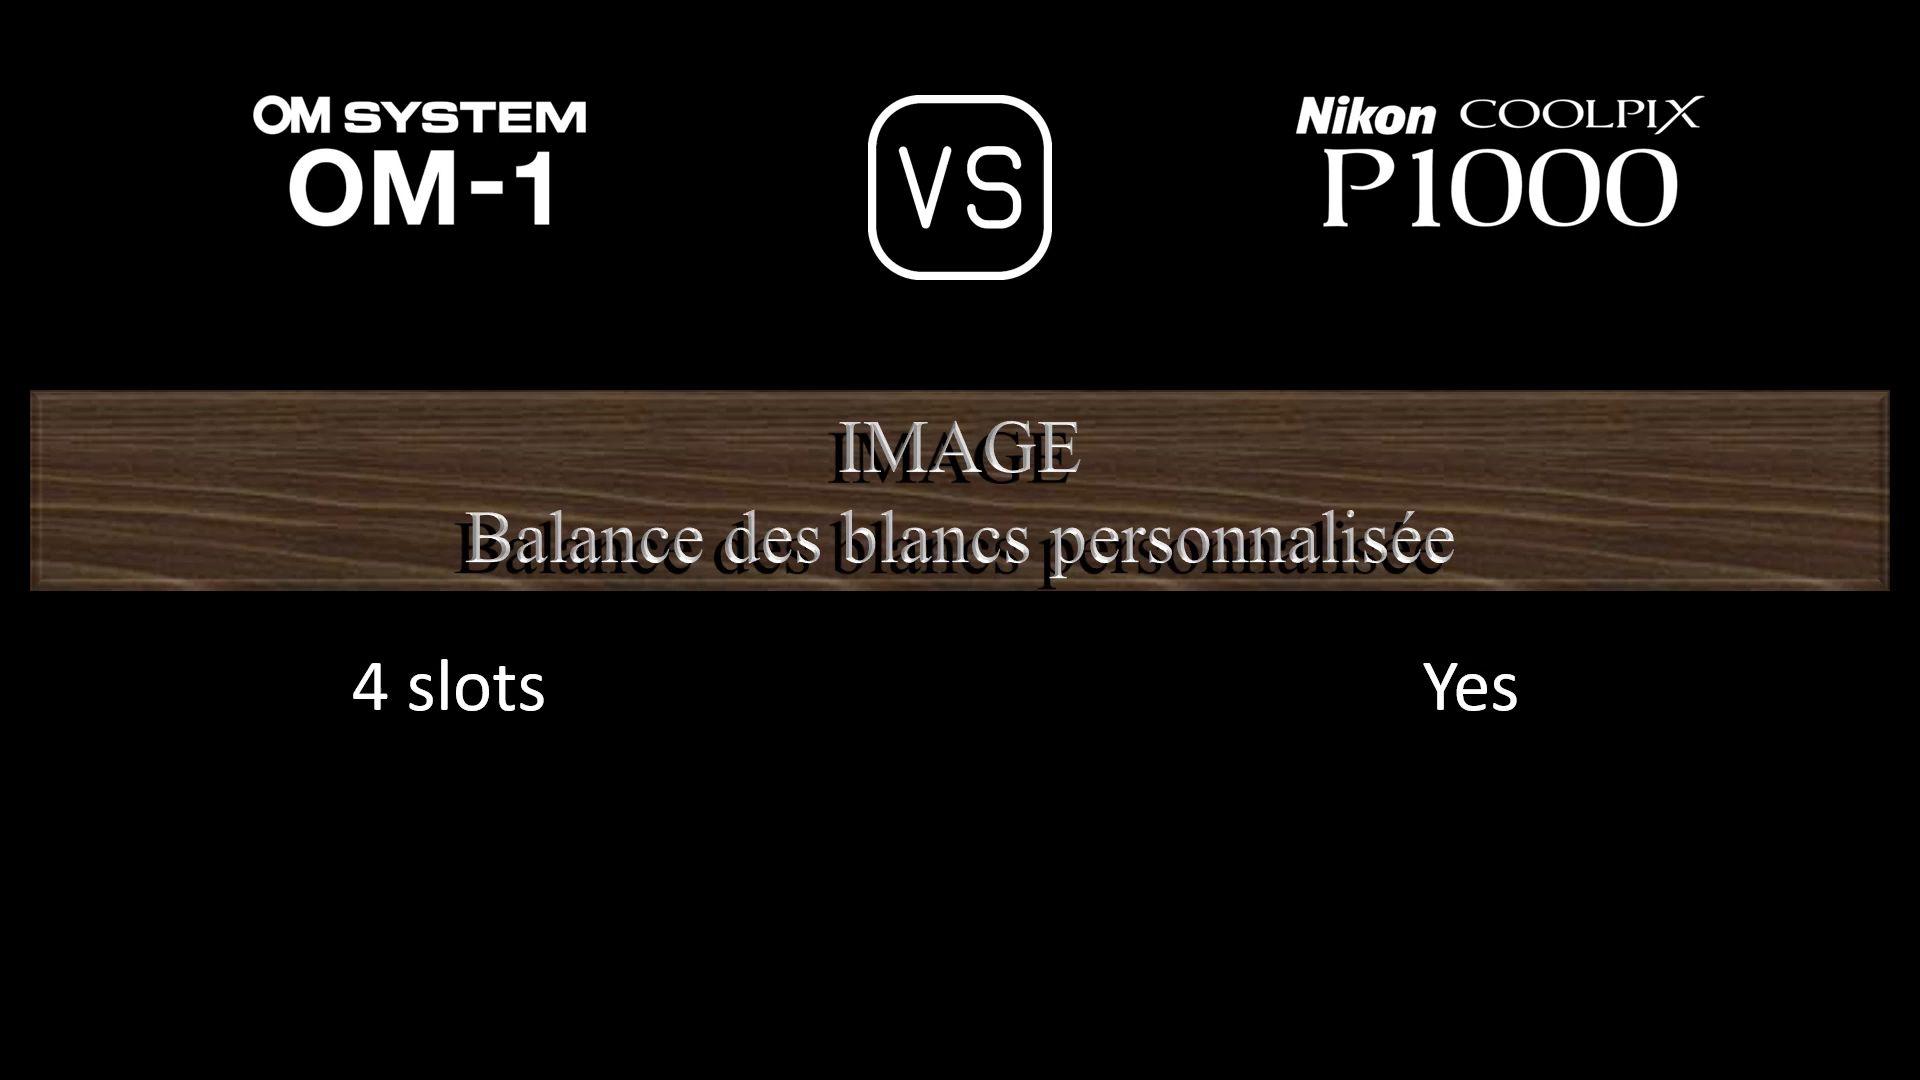 OM SYSTEM
OM-1
VS
Nikon COOLPIX
P1000
IMAGE
Balance des blancs personnalisée
4 slots
Yes